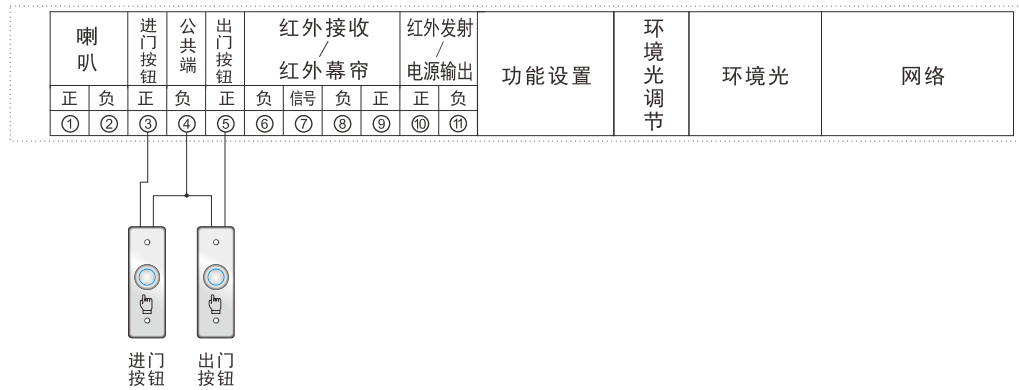 喇叭
进门按钮
公共端
出门按钮
红外接收
/
红外幕帘
红外发射
/
电源输出
功能设置
环境光调节
环境光
网络
正 负 正 负 正 负 信号 负 正 正 负
① ② ③ ④ ⑤ ⑥ ⑦ ⑧ ⑨ ⑩ ⑪
进门
按钮
出门
按钮